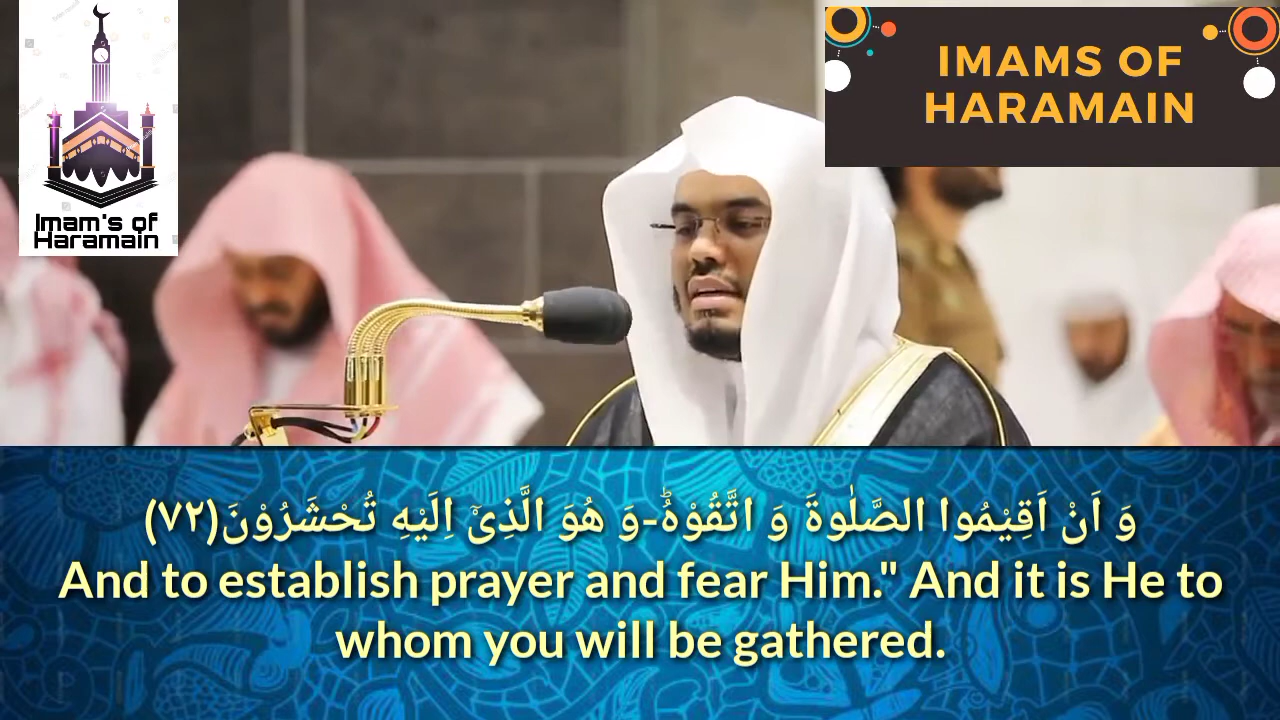 Imam's of
Haramain
IMAMS OF
HARAMAIN
وَ اَنْ اَقِیْمُوا الصَّلٰوةَ وَ اتَّقُوْهُؕ-وَ هُوَ الَّذِیْۤ اِلَیْهِ تُحْشَرُوْنَ(۷۲)
And to establish prayer and fear Him." And it is He to
whom you will be gathered.